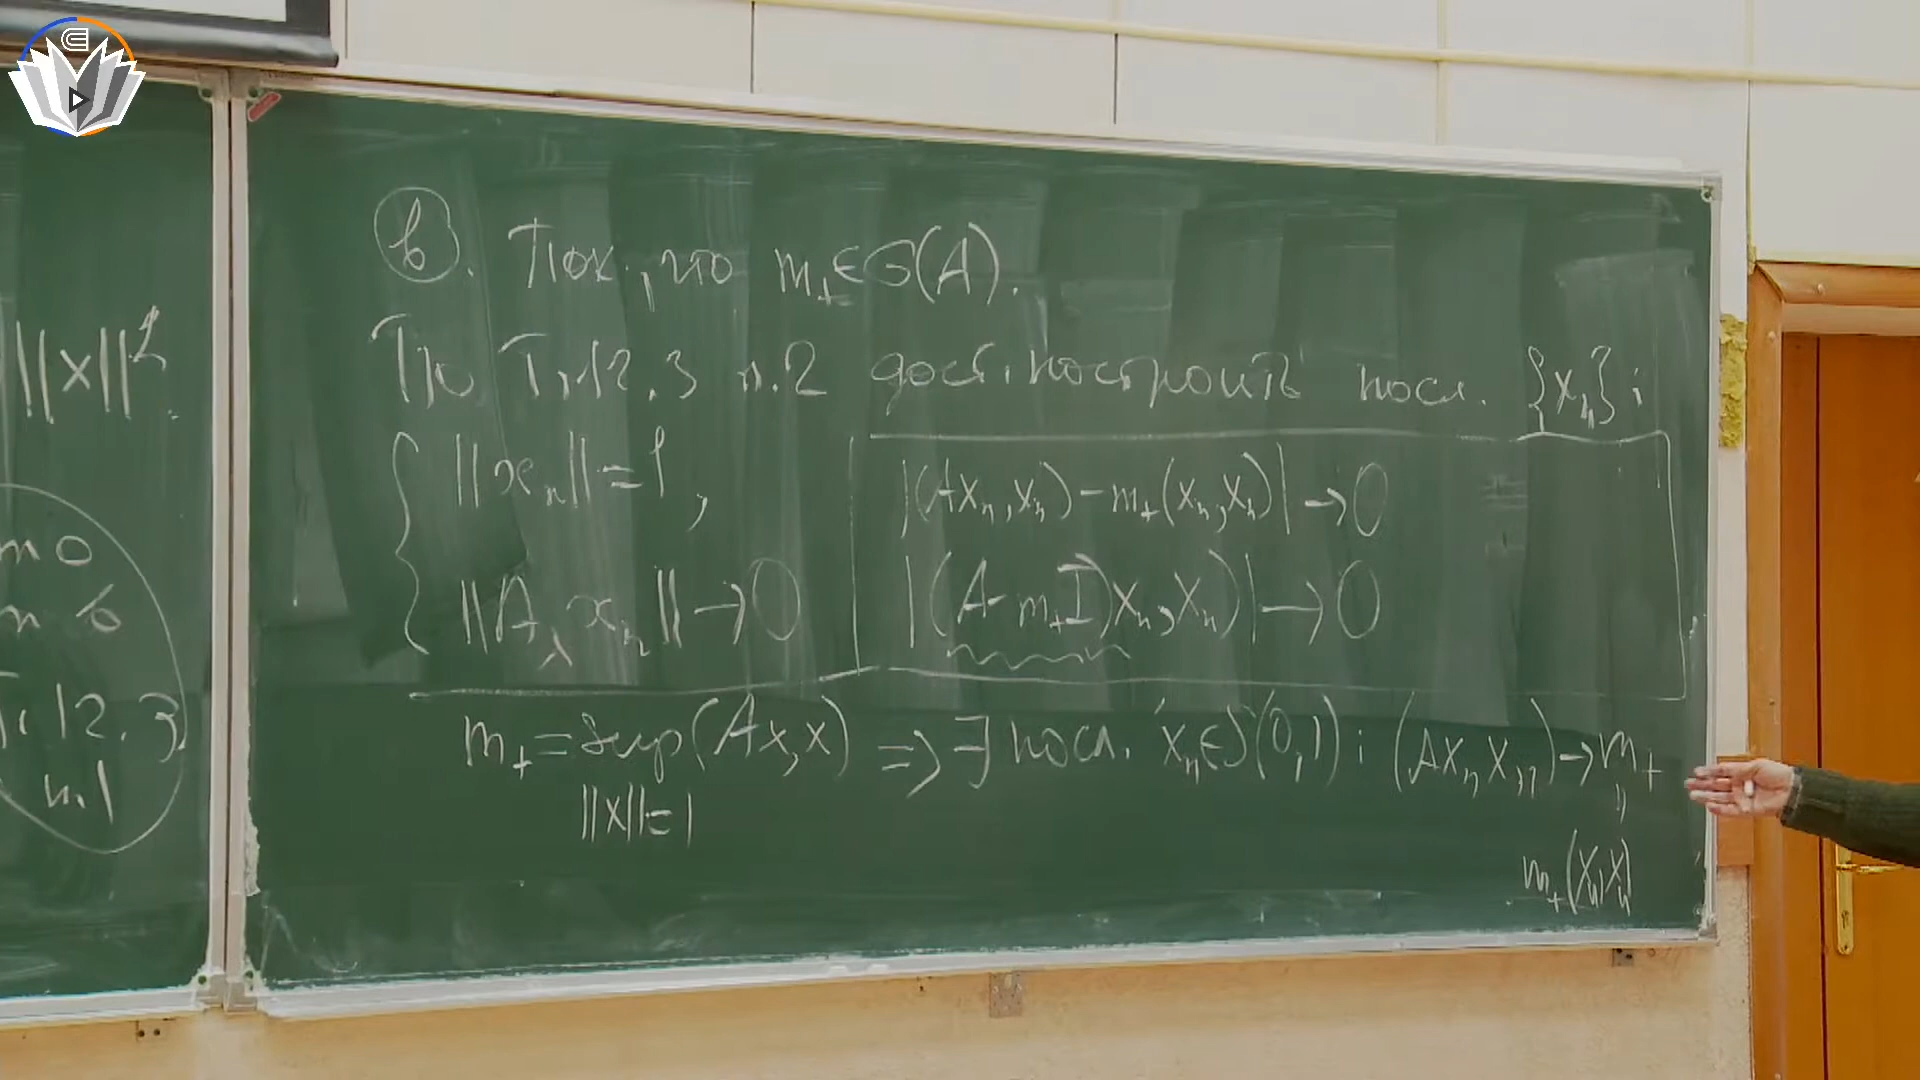 ||x||².
m 0
m б
Т. 12.3
п.1
в. Пок., что m₊∈σ(A).
По Т. 12.3 п.2 дост. построить посл. {xₙ}:
||xₙ||=1,
||A_λ xₙ||→0
|(Axₙ,xₙ)-m₊(xₙ,xₙ)|→0
|(A-m₊I)xₙ,xₙ)|→0
m₊=sup(Ax,x) ⇒ ∃ посл. xₙ∈S(0,1): (Axₙ,xₙ)→m₊
||x||=1
"
m₊(xₙ,xₙ)